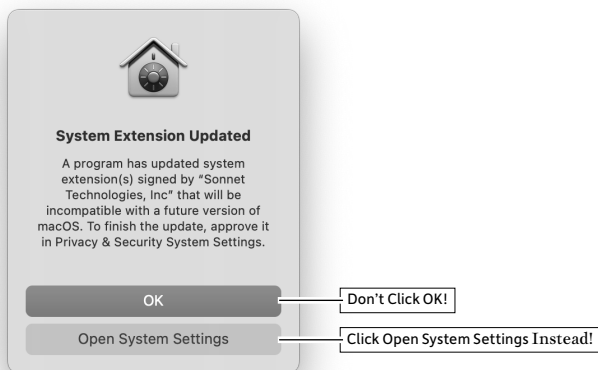 System Extension Updated
A program has updated system
extension(s) signed by “Sonnet
Technologies, Inc” that will be
incompatible with a future version of
macOS. To finish the update, approve it
in Privacy & Security System Settings.
OK
Don’t Click OK!
Open System Settings
Click Open System Settings Instead!